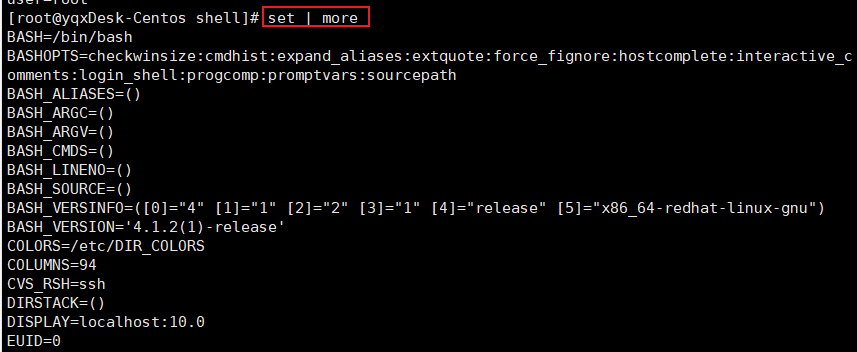 user=root
[root@yqxDesk-Centos shell]# set | more
BASH=/bin/bash
BASHOPTS=checkwinsize:cmdhist:expand_aliases:extquote:force_fignore:hostcomplete:interactive_c
omments:login_shell:progcomp:promptvars:sourcepath
BASH_ALIASES=()
BASH_ARGC=()
BASH_ARGV=()
BASH_CMDS=()
BASH_LINENO=()
BASH_SOURCE=()
BASH_VERSINFO=([0]="4" [1]="1" [2]="2" [3]="1" [4]="release" [5]="x86_64-redhat-linux-gnu")
BASH_VERSION='4.1.2(1)-release'
COLORS=/etc/DIR_COLORS
COLUMNS=94
CVS_RSH=ssh
DIRSTACK=()
DISPLAY=localhost:10.0
EUID=0